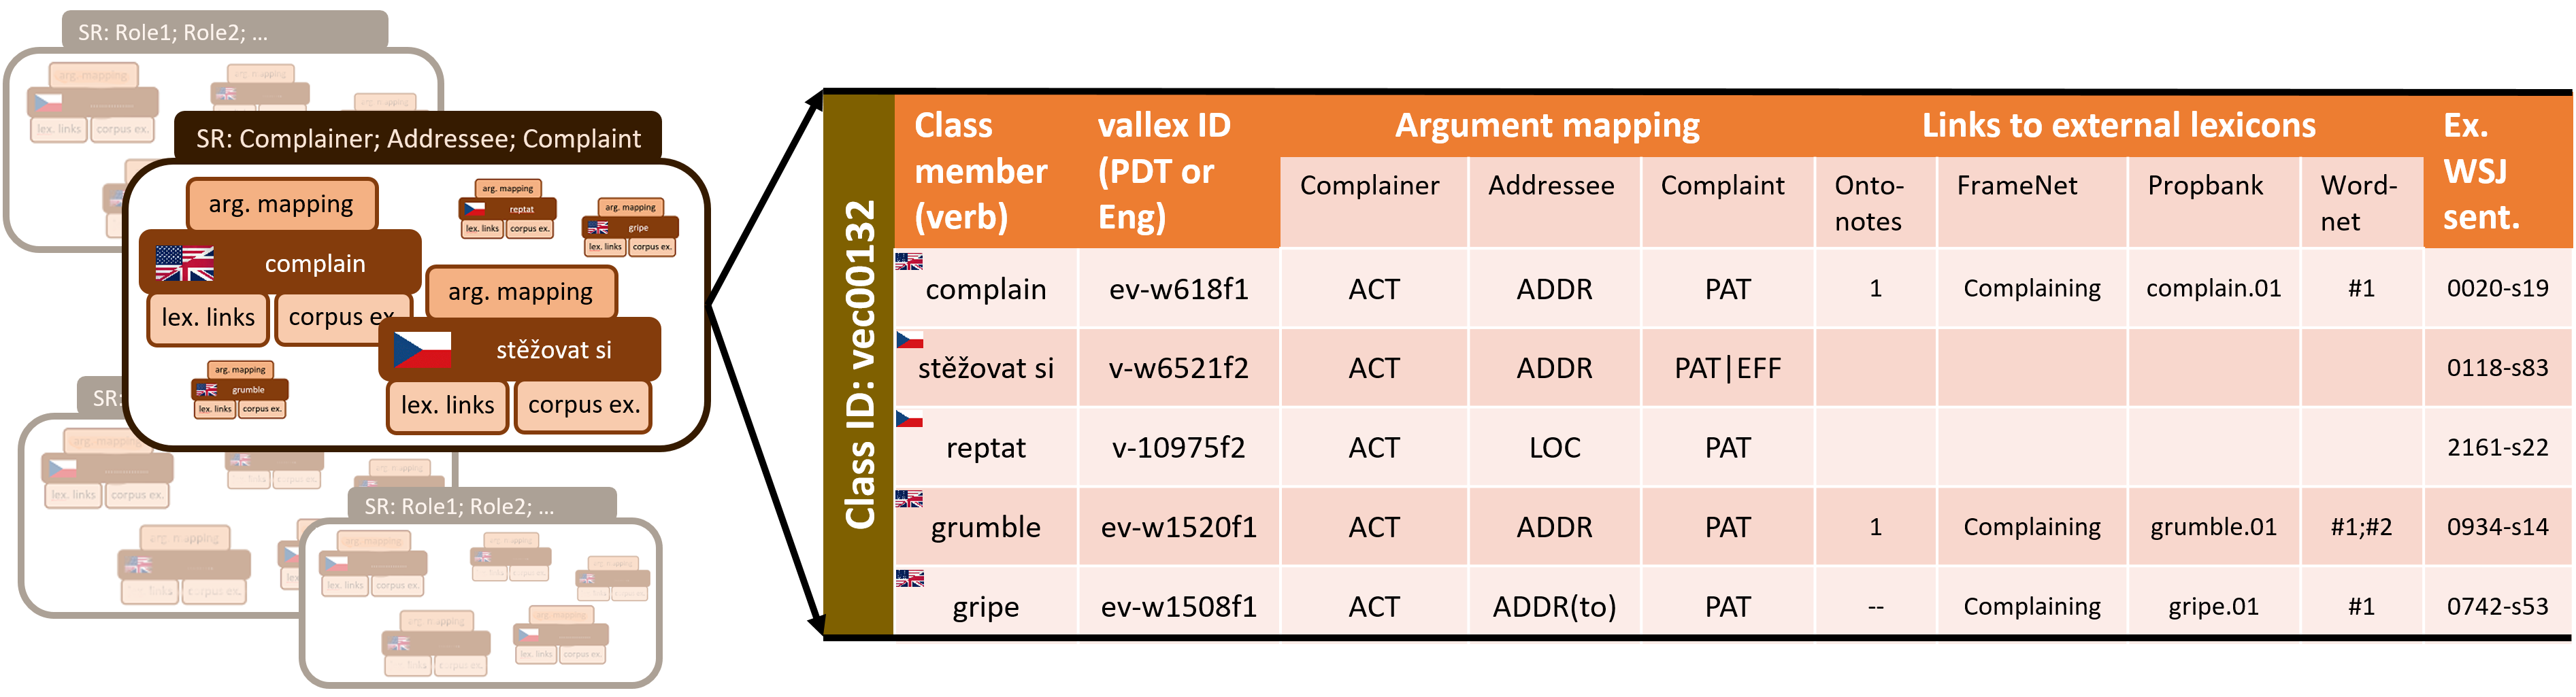 SR: Role1; Role2; ...
arg. mapping
lex. links
corpus ex.
SR: Complainer; Addressee; Complaint
arg. mapping
complain
lex. links
corpus ex
arg. mapping
reptat
lex. links
corpus ex.
arg. mapping
gripe
lex. links
corpus ex.
arg. mapping
stěžovat si
lex. links
corpus ex.
arg. mapping
grumble
lex. links
corpus ex.
SR:
arg. mapping
lex. links
corpus ex.
SR: Role1; Role2; ...
arg. mapping
lex. links
corpus ex.
arg. mapping
lex. links
corpus ex.
Class ID: vec00132
Class member (verb)
vallex ID (PDT or Eng)
Argument mapping
Links to external lexicons
Ex. WSJ sent.
Complainer
Addressee
Complaint
Onto-
notes
FrameNet
Propbank
Word-
net
complain ev-w618f1 ACT ADDR PAT 1 Complaining complain.01 #1 0020-s19
stěžovat si v-w6521f2 ACT ADDR PAT|EFF 0118-s83
reptat v-10975f2 ACT LOC PAT 2161-s22
grumble ev-w1520f1 ACT ADDR PAT 1 Complaining grumble.01 #1;#2 0934-s14
gripe ev-w1508f1 ACT ADDR(to) PAT -- Complaining gripe.01 #1 0742-s53